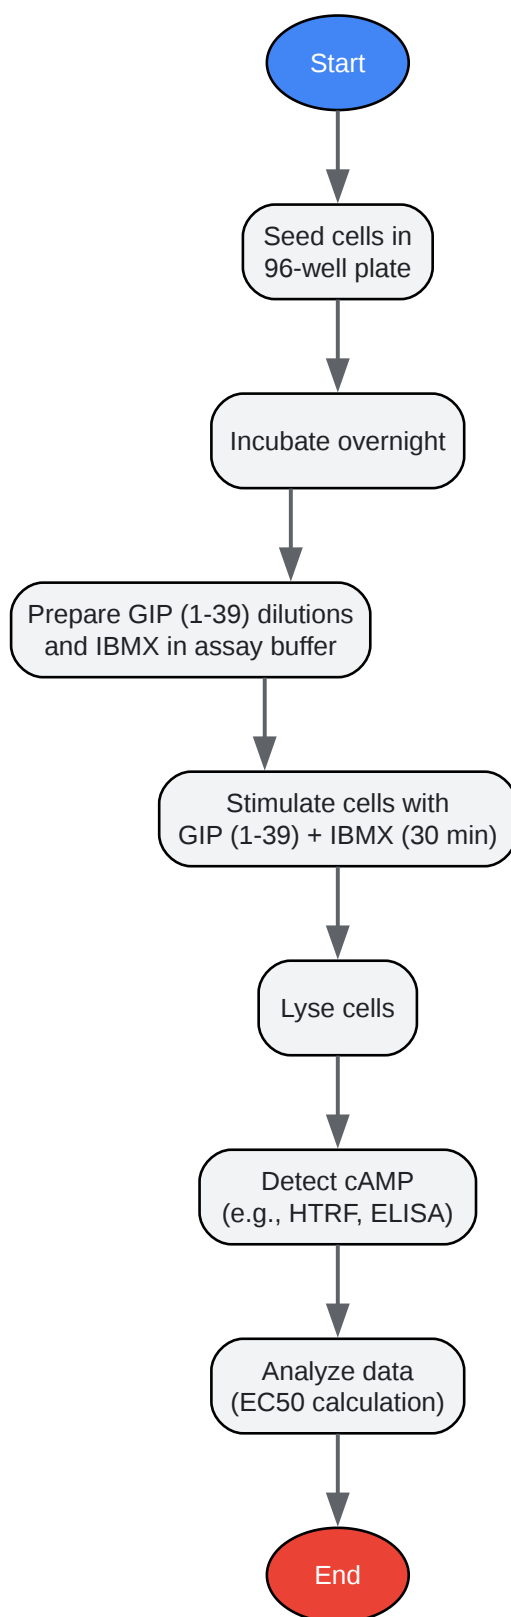 Start
Seed cells in
96-well plate
Incubate overnight
Prepare GIP (1-39) dilutions
and IBMX in assay buffer
Stimulate cells with
GIP (1-39) + IBMX (30 min)
Lyse cells
Detect cAMP
(e.g., HTRF, ELISA)
Analyze data
(EC50 calculation)
End